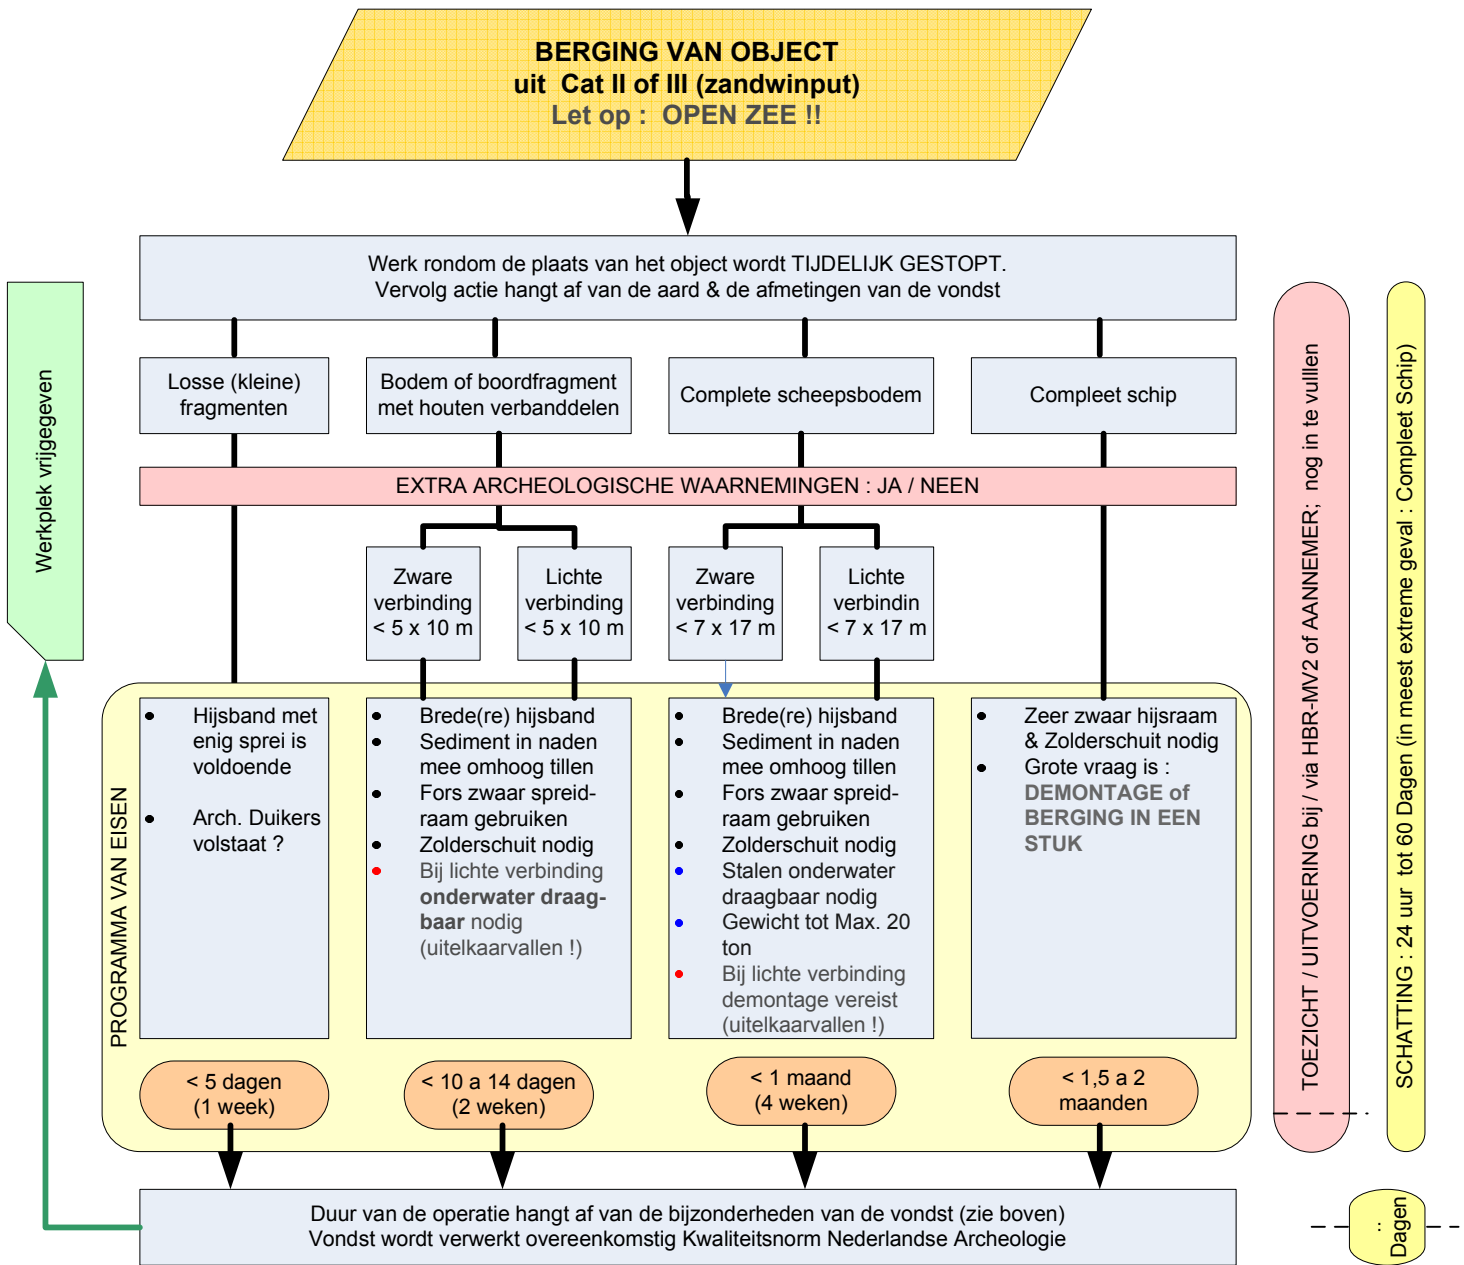 BERGING VAN OBJECT
uit Cat II of III (zandwinput)
Let op : OPEN ZEE !!
Werk rondom de plaats van het object wordt TIJDELIJK GESTOPT.
Vervolg actie hangt af van de aard & de afmetingen van de vondst
Werkplek vrijgegeven
Losse (kleine)
fragmenten
Bodem of boordfragment
met houten verbanddelen
Complete scheepsbodem
Compleet schip
EXTRA ARCHEOLOGISCHE WAARNEMINGEN : JA / NEEN
Zware
verbinding
< 5 x 10 m
Lichte
verbinding
< 5 x 10 m
Zware
verbinding
< 7 x 17 m
Lichte
verbindin
< 7 x 17 m
PROGRAMMA VAN EISEN
• Hijsband met
enig sprei is
voldoende
• Arch. Duikers
volstaat ?
• Brede(re) hijsband
• Sediment in naden
mee omhoog tillen
• Fors zwaar spreid-
raam gebruiken
• Zolderschuit nodig
• Bij lichte verbinding
onderwater draag-
baar nodig
(uitelkaarvallen !)
• Brede(re) hijsband
• Sediment in naden
mee omhoog tillen
• Fors zwaar spreid-
raam gebruiken
• Zolderschuit nodig
• Stalen onderwater
draagbaar nodig
• Gewicht tot Max. 20
ton
• Bij lichte verbinding
demontage vereist
(uitelkaarvallen !)
• Zeer zwaar hijsraam
& Zolderschuit nodig
• Grote vraag is :
DEMONTAGE of
BERGING IN EEN
STUK
< 5 dagen
(1 week)
< 10 a 14 dagen
(2 weken)
< 1 maand
(4 weken)
< 1,5 a 2
maanden
Duur van de operatie hangt af van de bijzonderheden van de vondst (zie boven)
Vondst wordt verwerkt overeenkomstig Kwaliteitsnorm Nederlandse Archeologie
TOEZICHT / UITVOERING bij / via HBR-MV2 of AANNEMER; nog in te vulllen
SCHATTING : 24 uur tot 60 Dagen (in meest extreme geval : Compleet Schip)
..
Dagen